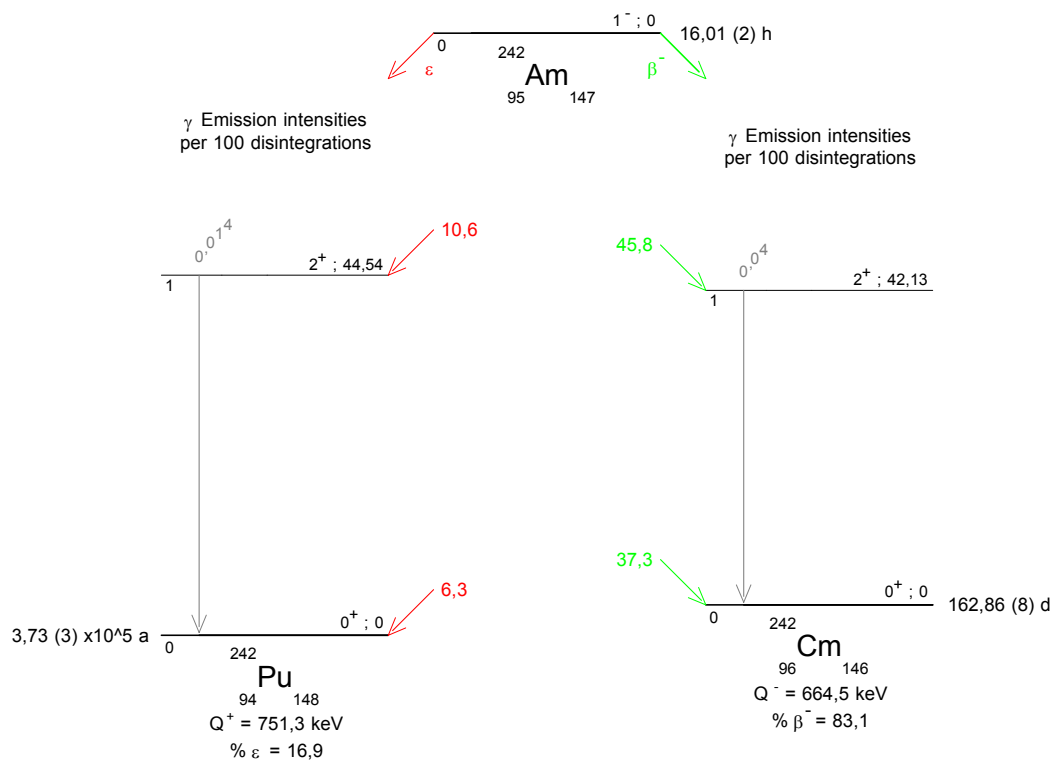 1⁻ ; 0
16,01 (2) h
0
ε
β⁻
242
Am
95 147
γ Emission intensities
per 100 disintegrations
γ Emission intensities
per 100 disintegrations
0,014
10,6
2⁺ ; 44,54
1
45,8
0,04
2⁺ ; 42,13
1
6,3
0⁺ ; 0
3,73 (3) x10^5 a
0
242
Pu
94 148
Q⁺ = 751,3 keV
% ε = 16,9
37,3
0⁺ ; 0
162,86 (8) d
0
242
Cm
96 146
Q⁻ = 664,5 keV
% β⁻ = 83,1